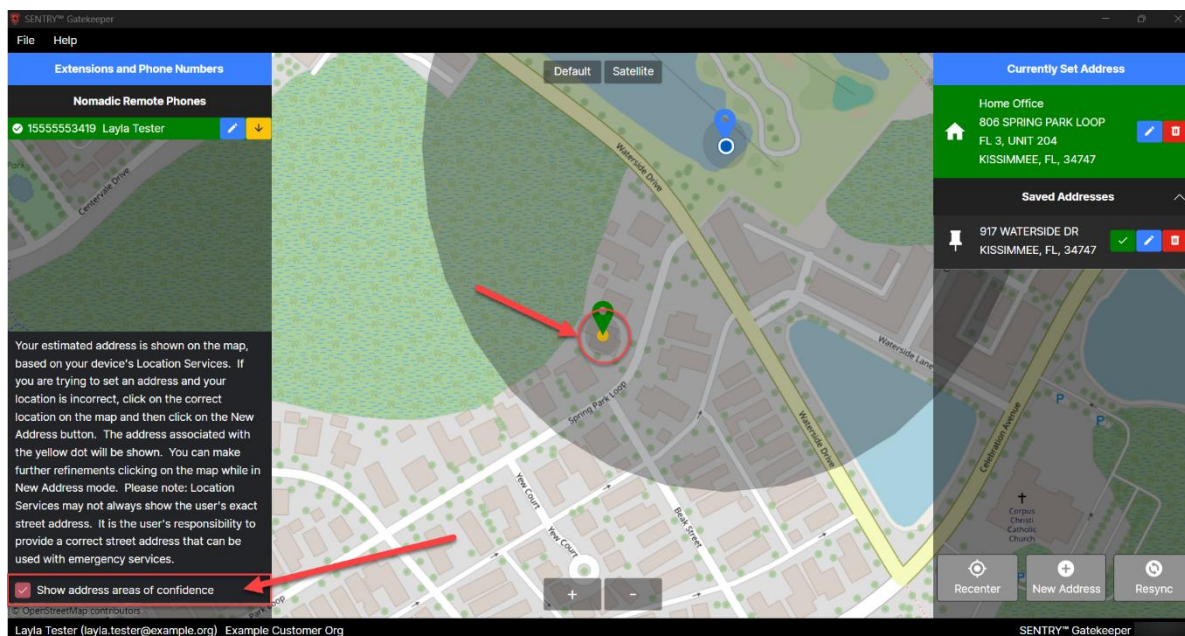 SENTRY™ Gatekeeper
File Help
Extensions and Phone Numbers
Nomadic Remote Phones
15555553419 Layla Tester
Centervale Drive
Your estimated address is shown on the map,
based on your device's Location Services. If
you are trying to set an address and your
location is incorrect, click on the correct
location on the map and then click on the New
Address button. The address associated with
the yellow dot will be shown. You can make
further refinements clicking on the map while in
New Address mode. Please note: Location
Services may not always show the user's exact
street address. It is the user's responsibility to
provide a correct street address that can be
used with emergency services.
Show address areas of confidence
© OpenStreetMap contributors
Default Satellite
Waterside Drive
Spring Park Loop
Waterside Lane
Waterside Drive
Celebration Avenue
Yew Court
Yew Court
Beak Street
Park Loop
P
P
Corpus
Christi
Catholic
Church
+ -
Currently Set Address
Home Office
806 SPRING PARK LOOP
FL 3, UNIT 204
KISSIMMEE, FL, 34747
Saved Addresses
917 WATERSIDE DR
KISSIMMEE, FL, 34747
Recenter New Address Resync
Layla Tester (layla.tester@example.org) Example Customer Org
SENTRY™ Gatekeeper